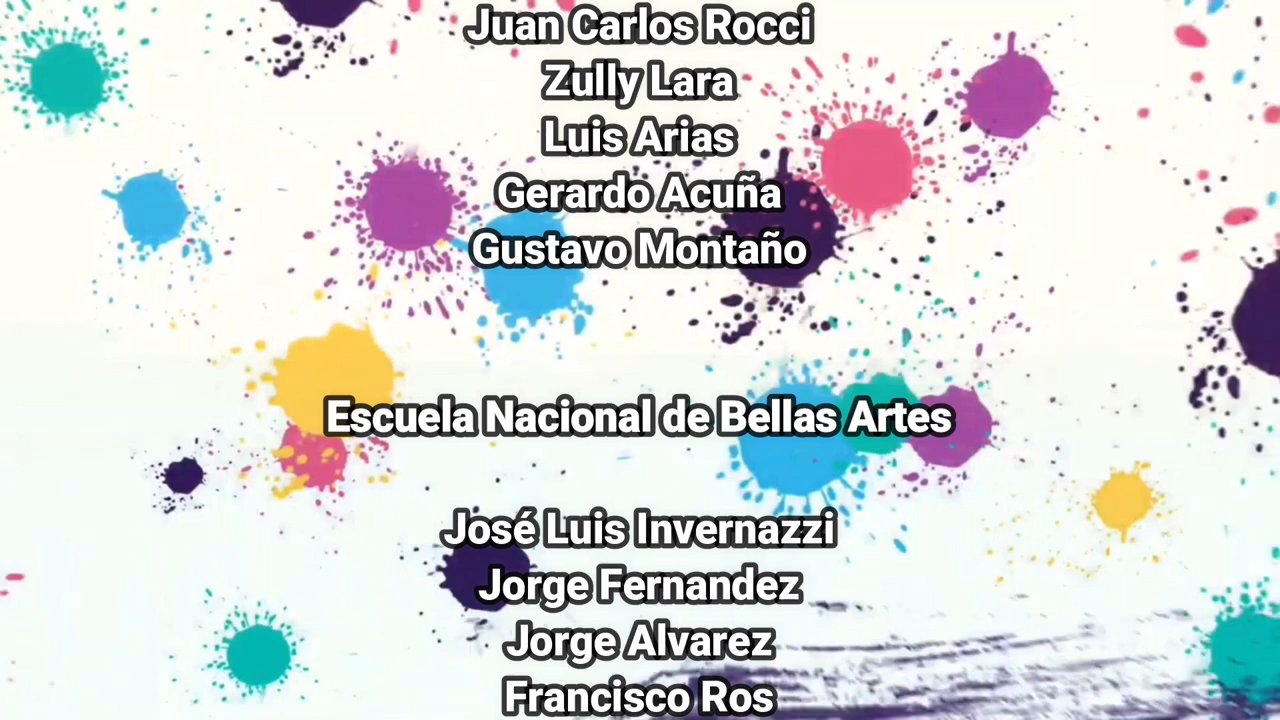 Juan Carlos Rocci
Zully Lara
Luis Arias
Gerardo Acuña
Gustavo Montaño
Escuela Nacional de Bellas Artes
José Luis Invernazzi
Jorge Fernandez
Jorge Alvarez
Francisco Ros